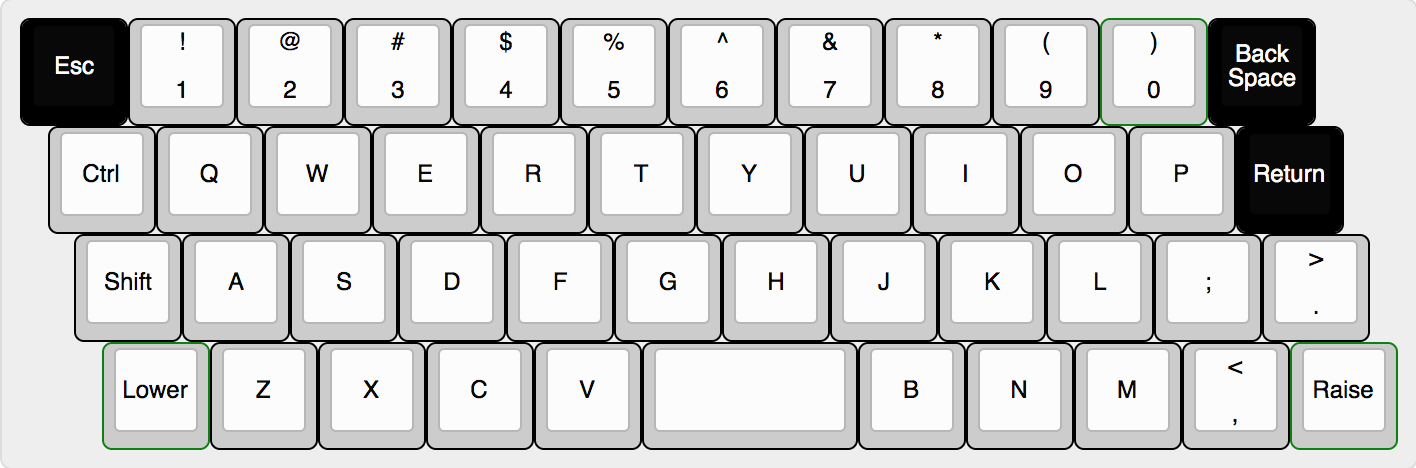 Esc ! 1 @ 2 # 3 $ 4 % 5 ^ 6 & 7 * 8 ( 9 ) 0 Back Space
Ctrl Q W E R T Y U I O P Return
Shift A S D F G H J K L ; > .
Lower Z X C V B N M < , Raise